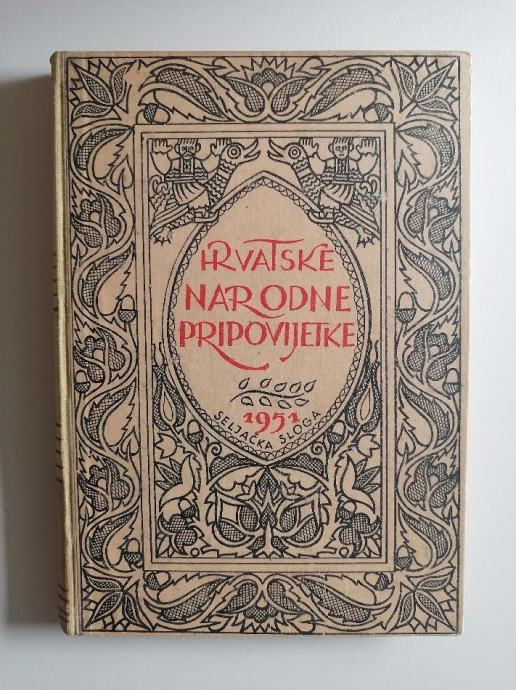 HRVATSKE
NARODNE
PRIPOVIJETKE
1951
SELJAČKA SLOGA